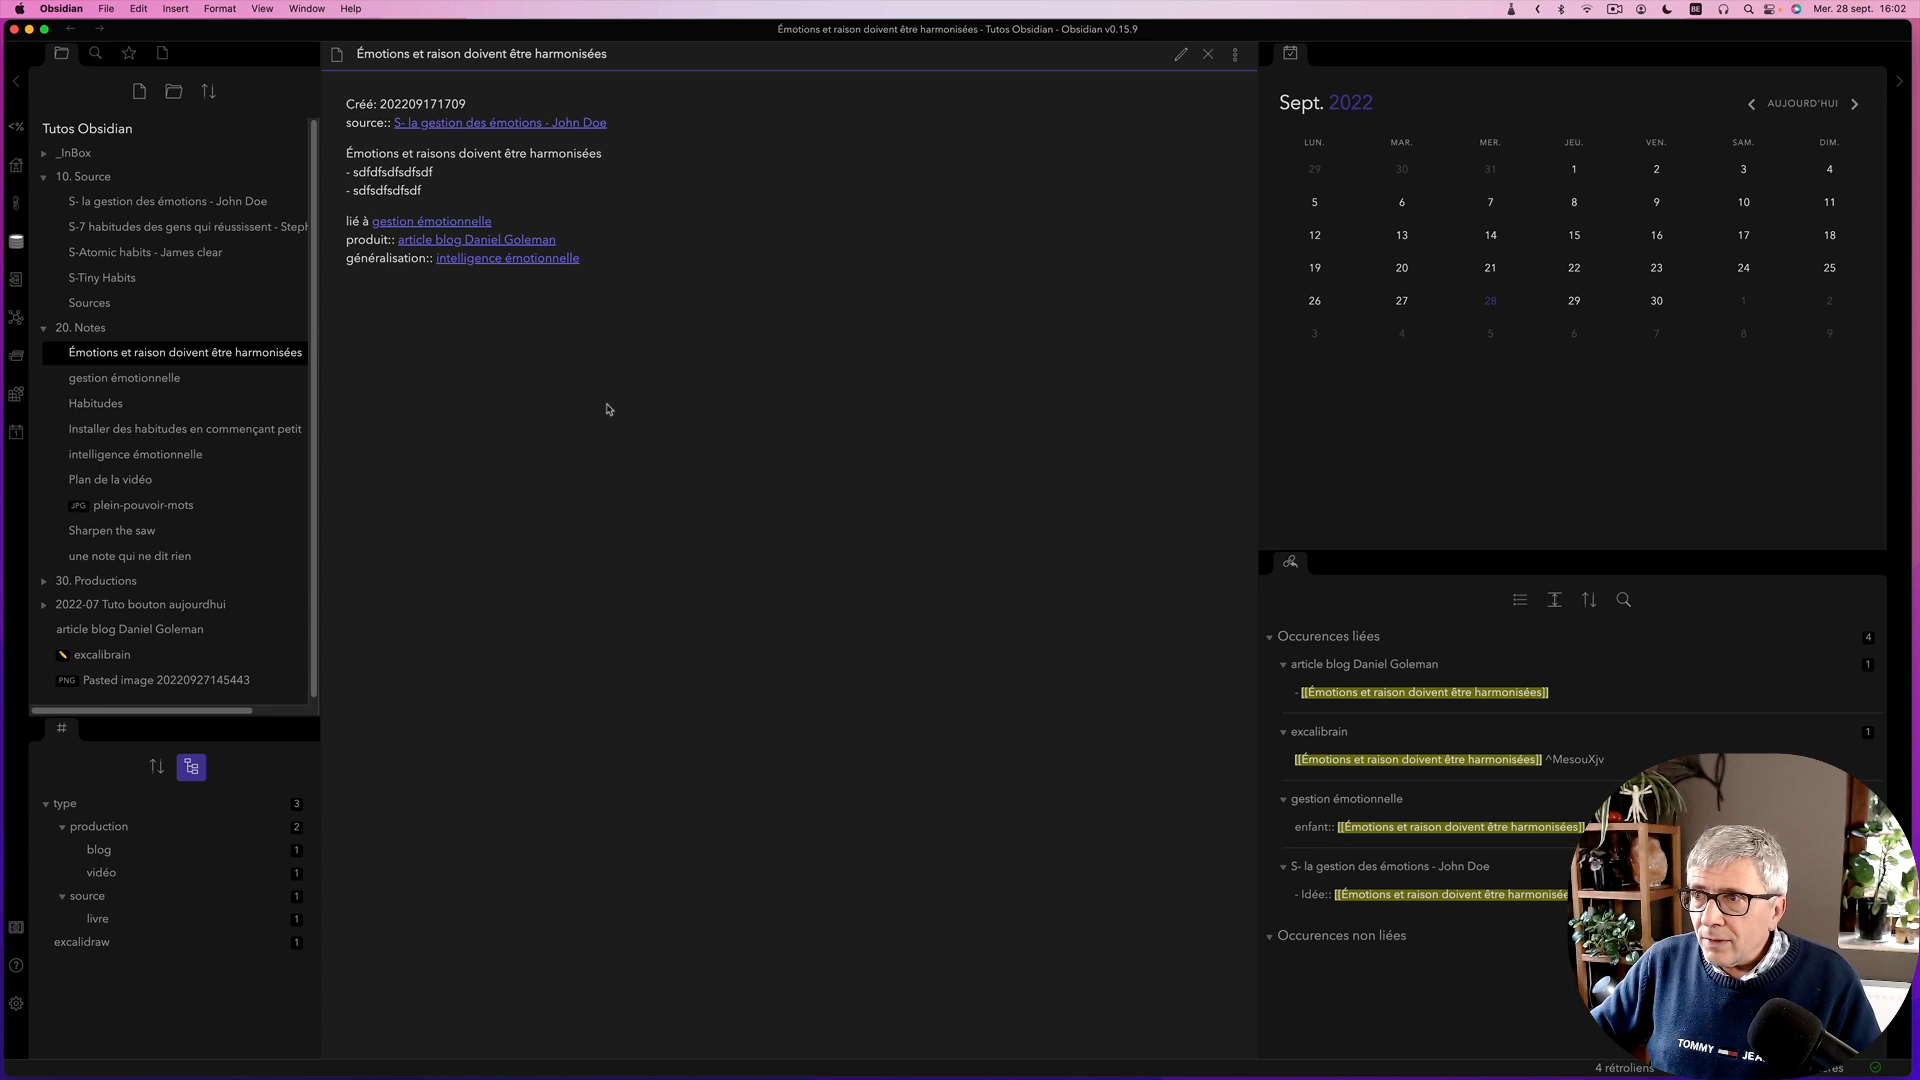 Obsidian File Edit Insert Format View Window Help
BE
Mer. 28 sept. 16:02
Émotions et raison doivent être harmonisées - Tutos Obsidian - Obsidian v0.15.9
Tutos Obsidian
_InBox
10. Source
S- la gestion des émotions - John Doe
S-7 habitudes des gens qui réussissent - Steph
S-Atomic habits - James clear
S-Tiny Habits
Sources
20. Notes
Émotions et raison doivent être harmonisées
gestion émotionnelle
Habitudes
Installer des habitudes en commençant petit
intelligence émotionnelle
Plan de la vidéo
JPG plein-pouvoir-mots
Sharpen the saw
une note qui ne dit rien
30. Productions
2022-07 Tuto bouton aujourdhui
article blog Daniel Goleman
excalibrain
PNG Pasted image 20220927145443
#
type 3
production 2
blog 1
vidéo 1
source 1
livre 1
excalidraw 1
Émotions et raison doivent être harmonisées
Créé: 202209171709
source:: S- la gestion des émotions - John Doe
Émotions et raisons doivent être harmonisées
- sdfdfsdfsdfsdf
- sdfsdfsdfsdf
lié à gestion émotionnelle
produit:: article blog Daniel Goleman
généralisation:: intelligence émotionnelle
Sept. 2022
AUJOURD'HUI
LUN. MAR. MER. JEU. VEN. SAM. DIM.
29 30 31 1 2 3 4
5 6 7 8 9 10 11
12 13 14 15 16 17 18
19 20 21 22 23 24 25
26 27 28 29 30 1 2
3 4 5 6 7 8 9
Occurences liées 4
article blog Daniel Goleman 1
- [[Émotions et raison doivent être harmonisées]]
excalibrain 1
[[Émotions et raison doivent être harmonisées]] ^MesouXjv
gestion émotionnelle
enfant:: [[Émotions et raison doivent être harmonisées]]
S- la gestion des émotions - John Doe
- Idée:: [[Émotions et raison doivent être harmonisée
Occurences non liées
TOMMY JEA
4 rétroliens